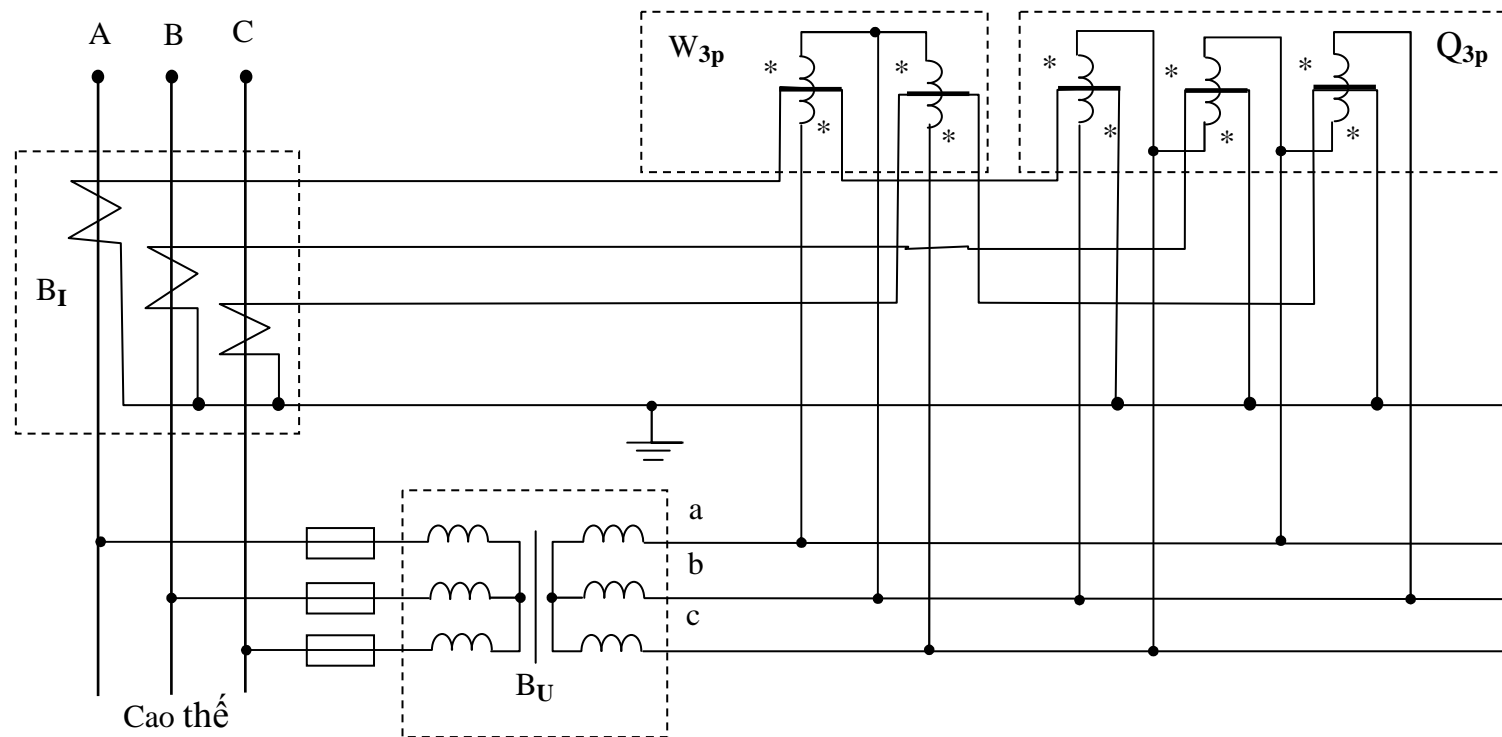 A B C
W3p
Q3p
* * * * *
* * * * *
BI
a
b
c
BU
Cao thế